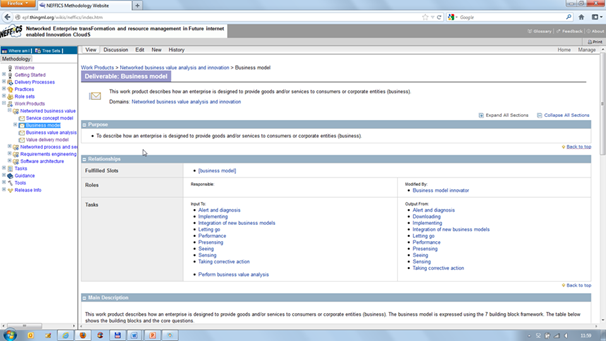 Firefox
NEFFICS Methodology Website
epf.thingml.org/wiki/neffics/index.htm
Google
NEFFICS
Networked Enterprise transFormation and resource management in Future internet
enabled Innovation CloudS
Glossary
Feedback
About
Print
Where am I
Tree Sets
Methodology
Welcome
Getting Started
Delivery Processes
Practices
Role sets
Work Products
Networked business value
Service concept model
Business model
Business value analysis
Value delivery model
Networked process and se
Requirements engineering
Software architecture
Tasks
Guidance
Tools
Release Info
View Discussion Edit New History
Home Manage
Work Products > Networked business value analysis and innovation > Business model
Deliverable: Business model
This work product describes how an enterprise is designed to provide goods and/or services to consumers or corporate entities (business).
Domains: Networked business value analysis and innovation
Expand All Sections Collapse All Sections
Purpose
To describe how an enterprise is designed to provide goods and/or services to consumers or corporate entities (business).
Back to top
Relationships
Fulfilled Slots
[business model]
Roles
Responsible:
Modified By:
Business model innovator
Tasks
Input To:
Alert and diagnosis
Implementing
Integration of new business models
Letting go
Performance
Presensing
Seeing
Sensing
Taking corrective action
Perform business value analysis
Output From:
Alert and diagnosis
Downloading
Implementing
Integration of new business models
Letting go
Performance
Presensing
Seeing
Sensing
Taking corrective action
Back to top
Main Description
This work product describes how an enterprise is designed to provide goods and/or services to consumers or corporate entities (business). The business model is expressed using the 7 building block framework. The table below
shows the building blocks and the core questions.